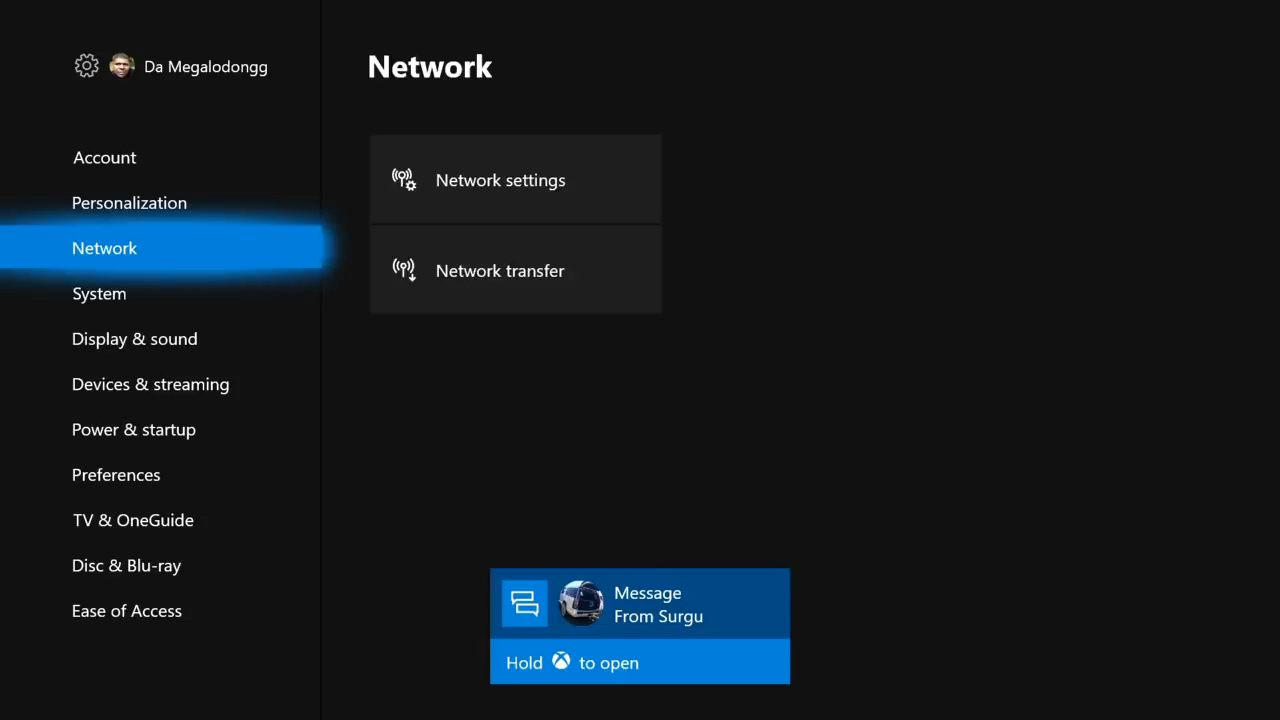 Da Megalodongg
Account
Personalization
Network
System
Display & sound
Devices & streaming
Power & startup
Preferences
TV & OneGuide
Disc & Blu-ray
Ease of Access
Network
Network settings
Network transfer
Message
From Surgu
Hold to open